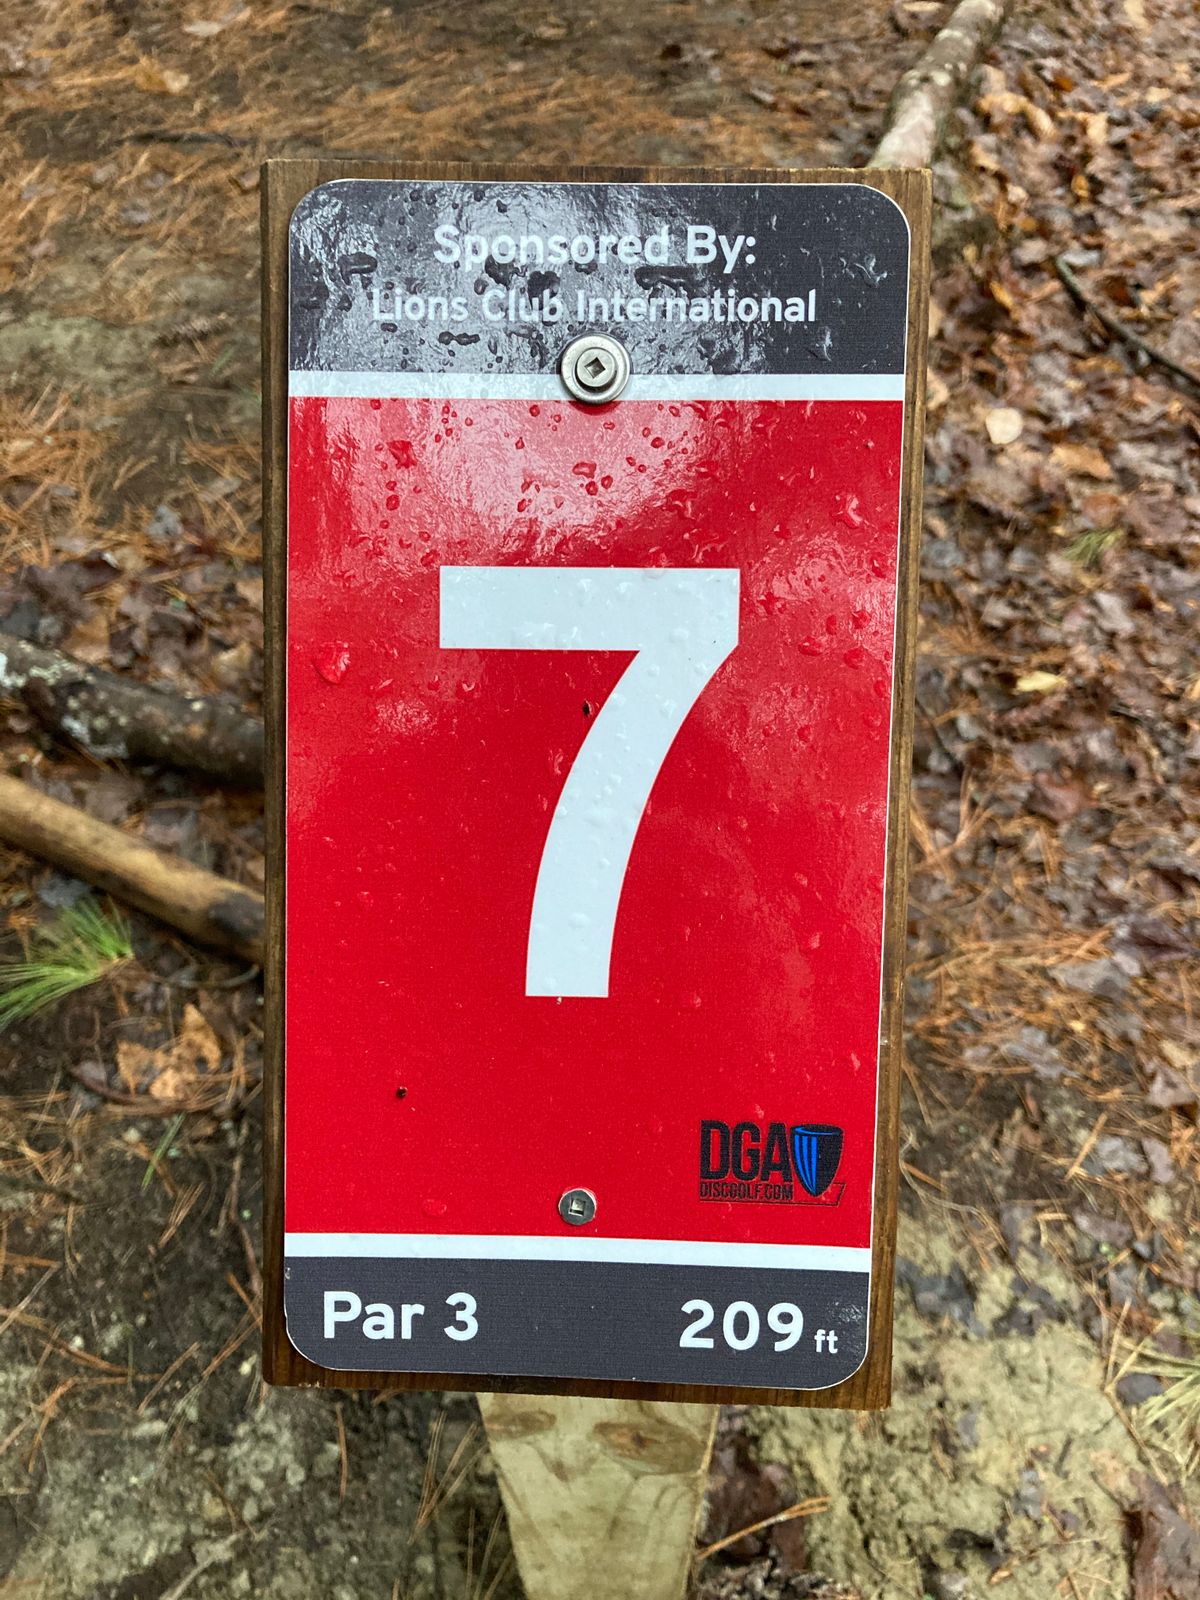 Sponsored By:
Lions Club International
7
DGA
DISCGOLF.COM
Par 3
209 ft